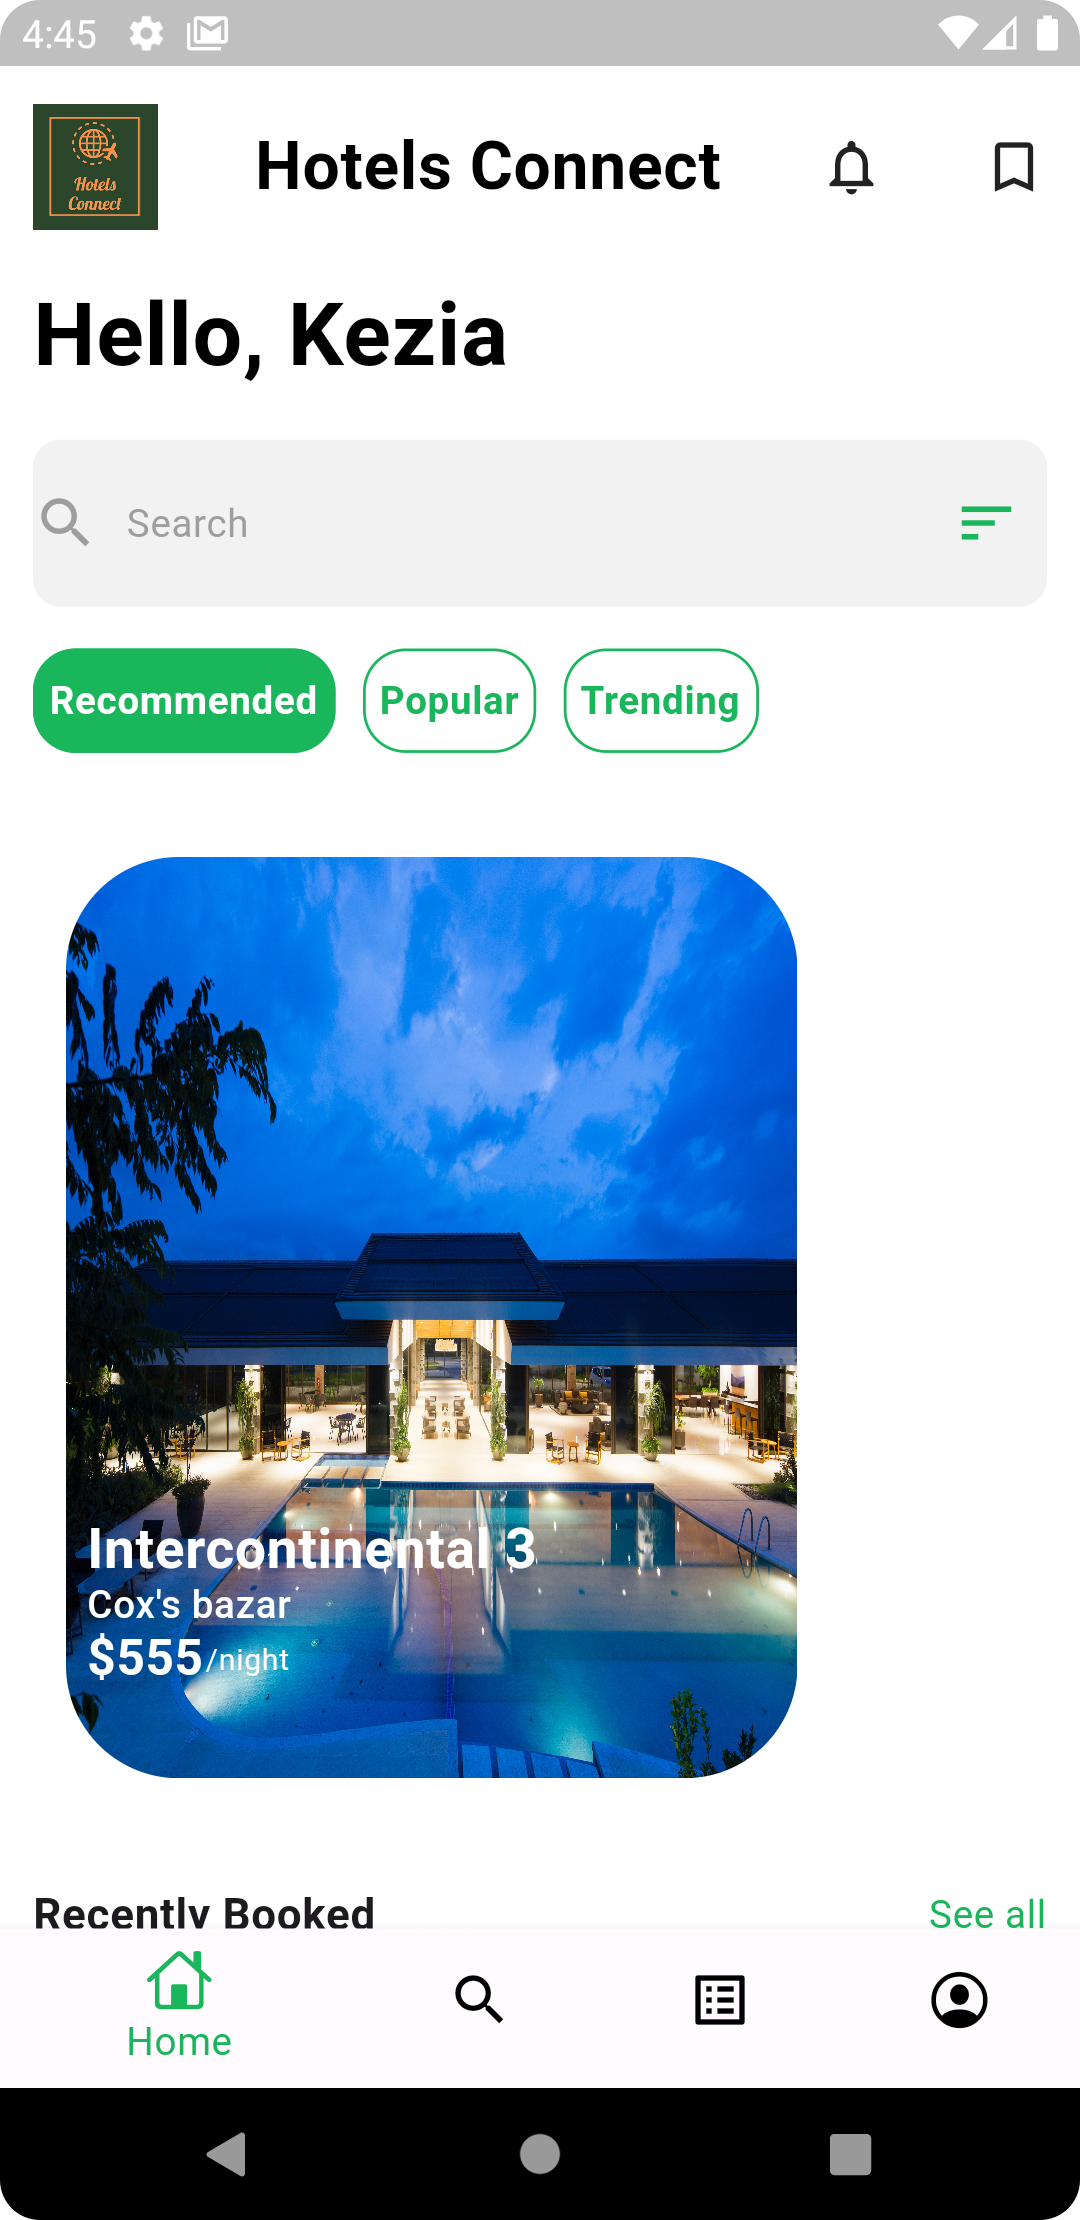 4:45
Hotels
Connect
Hotels Connect
Hello, Kezia
Search
Recommended Popular Trending
Intercontinental 3
Cox's bazar
$555/night
Recently Booked See all
Home